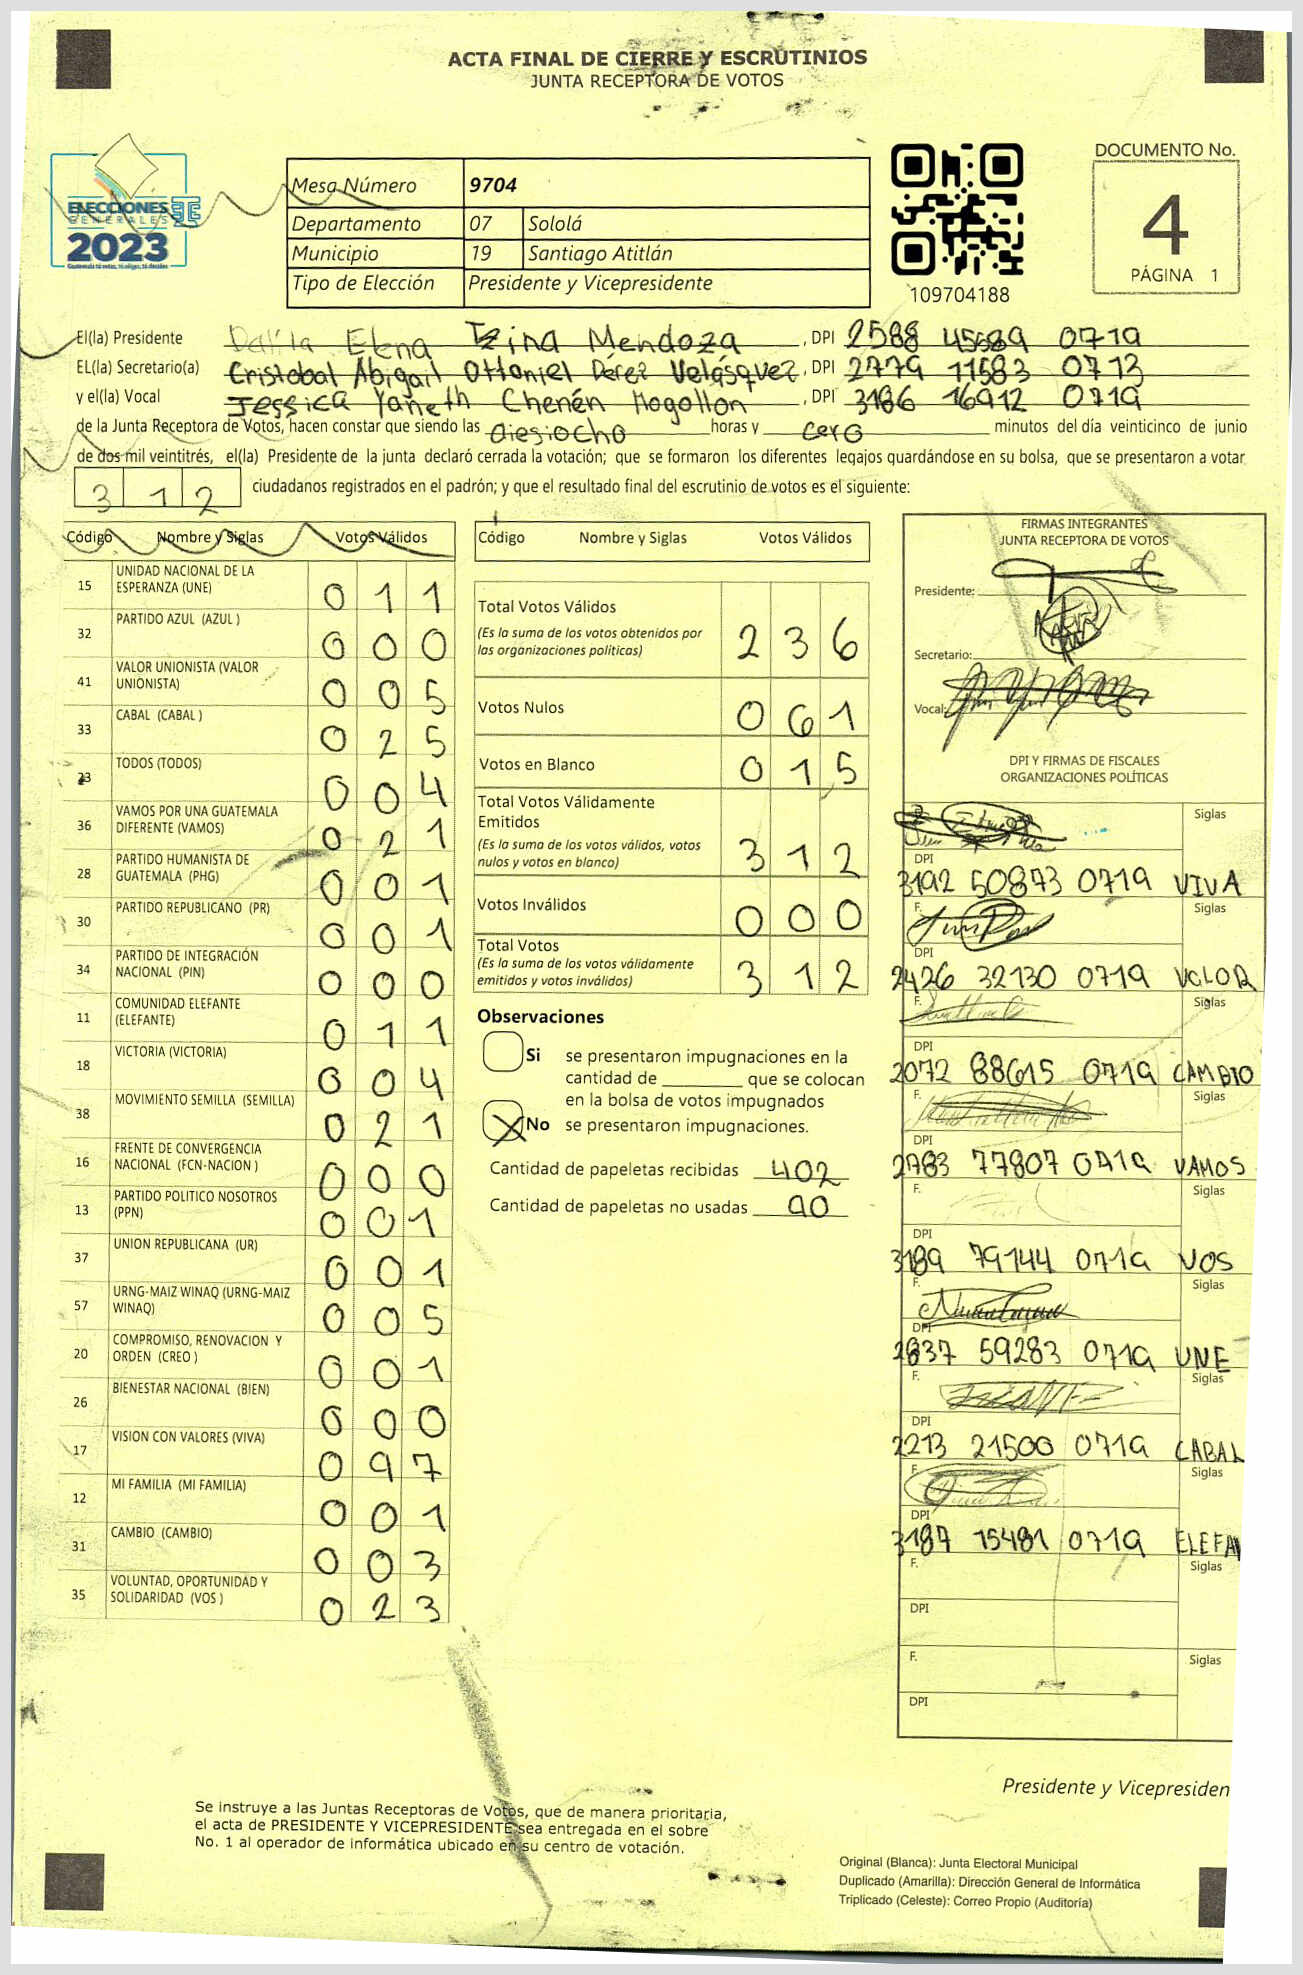 ACTA FINAL DE CIERRE Y ESCRUTINIOS
JUNTA RECEPTORA DE VOTOS
ELECCIONES
GENERALES
2023
Mesa Número 9704
Departamento 07 Sololá
Municipio 19 Santiago Atitlán
Tipo de Elección Presidente y Vicepresidente
109704188
DOCUMENTO No.
4
PÁGINA 1
El(la) Presidente Dalila Elena Tzina Mendoza , DPI 2588 45689 0719
EL(la) Secretario(a) Cristobal Abigail Ottoniel Pérez Velásquez , DPI 2779 11583 0713
y el(la) Vocal Jessica Yaneth Chenén Mogollon , DPI 3186 16912 0719
de la Junta Receptora de Votos, hacen constar que siendo las diesiocho horas y cero minutos del día veinticinco de junio
de dos mil veintitrés, el(la) Presidente de la junta declaró cerrada la votación; que se formaron los diferentes legajos guardándose en su bolsa, que se presentaron a votar
312 ciudadanos registrados en el padrón; y que el resultado final del escrutinio de votos es el siguiente:
Código Nombre y Siglas Votos Válidos
15 UNIDAD NACIONAL DE LA ESPERANZA (UNE) 0 1 1
32 PARTIDO AZUL (AZUL ) 0 0 0
41 VALOR UNIONISTA (VALOR UNIONISTA) 0 0 5
33 CABAL (CABAL ) 0 2 5
23 TODOS (TODOS) 0 0 4
36 VAMOS POR UNA GUATEMALA DIFERENTE (VAMOS) 0 2 1
28 PARTIDO HUMANISTA DE GUATEMALA (PHG) 0 0 1
30 PARTIDO REPUBLICANO (PR) 0 0 1
34 PARTIDO DE INTEGRACIÓN NACIONAL (PIN) 0 0 0
11 COMUNIDAD ELEFANTE (ELEFANTE) 0 1 1
18 VICTORIA (VICTORIA) 0 0 4
38 MOVIMIENTO SEMILLA (SEMILLA) 0 2 1
16 FRENTE DE CONVERGENCIA NACIONAL (FCN-NACION ) 0 0 0
13 PARTIDO POLITICO NOSOTROS (PPN) 0 0 1
37 UNION REPUBLICANA (UR) 0 0 1
57 URNG-MAIZ WINAQ (URNG-MAIZ WINAQ) 0 0 5
20 COMPROMISO, RENOVACION Y ORDEN (CREO ) 0 0 1
26 BIENESTAR NACIONAL (BIEN) 0 0 0
17 VISION CON VALORES (VIVA) 0 9 7
12 MI FAMILIA (MI FAMILIA) 0 0 1
31 CAMBIO (CAMBIO) 0 0 3
35 VOLUNTAD, OPORTUNIDAD Y SOLIDARIDAD (VOS ) 0 2 3
Código Nombre y Siglas Votos Válidos
Total Votos Válidos
(Es la suma de los votos obtenidos por
las organizaciones políticas) 2 3 6
Votos Nulos 0 6 1
Votos en Blanco 0 1 5
Total Votos Válidamente
Emitidos
(Es la suma de los votos válidos, votos
nulos y votos en blanco) 3 1 2
Votos Inválidos 0 0 0
Total Votos
(Es la suma de los votos válidamente
emitidos y votos inválidos) 3 1 2
Observaciones
Si se presentaron impugnaciones en la
cantidad de ________ que se colocan
en la bolsa de votos impugnados
No se presentaron impugnaciones.
Cantidad de papeletas recibidas 402
Cantidad de papeletas no usadas 90
FIRMAS INTEGRANTES
JUNTA RECEPTORA DE VOTOS
Presidente:
Secretario:
Vocal:
DPI Y FIRMAS DE FISCALES
ORGANIZACIONES POLÍTICAS
Siglas
DPI
3192 50873 0719 VIVA
F. Siglas
DPI
2426 32130 0719 VALOR
F. Siglas
DPI
2072 88615 0719 CAMBIO
F. Siglas
DPI
2783 77807 0719 VAMOS
F. Siglas
DPI
3189 79144 0719 VOS
F. Siglas
DPI
2837 59283 0719 UNE
F. Siglas
DPI
2213 21500 0719 CABAL
F. Siglas
DPI
3187 15481 0719 ELEFAN
F. Siglas
DPI
F. Siglas
DPI
Presidente y Vicepresiden
Se instruye a las Juntas Receptoras de Votos, que de manera prioritaria,
el acta de PRESIDENTE Y VICEPRESIDENTE sea entregada en el sobre
No. 1 al operador de informática ubicado en su centro de votación.
Original (Blanca): Junta Electoral Municipal
Duplicado (Amarilla): Dirección General de Informática
Triplicado (Celeste): Correo Propio (Auditoría)